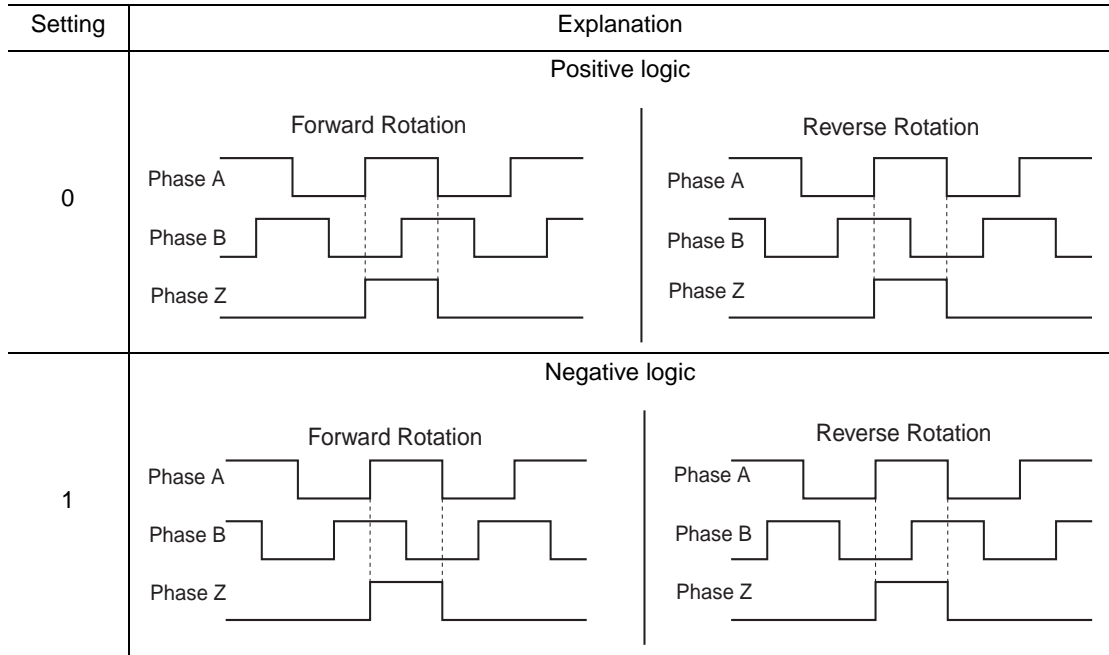 Setting Explanation
Positive logic
Forward Rotation Reverse Rotation
0
Phase A Phase A
Phase B Phase B
Phase Z Phase Z
Negative logic
Forward Rotation Reverse Rotation
1
Phase A Phase A
Phase B Phase B
Phase Z Phase Z